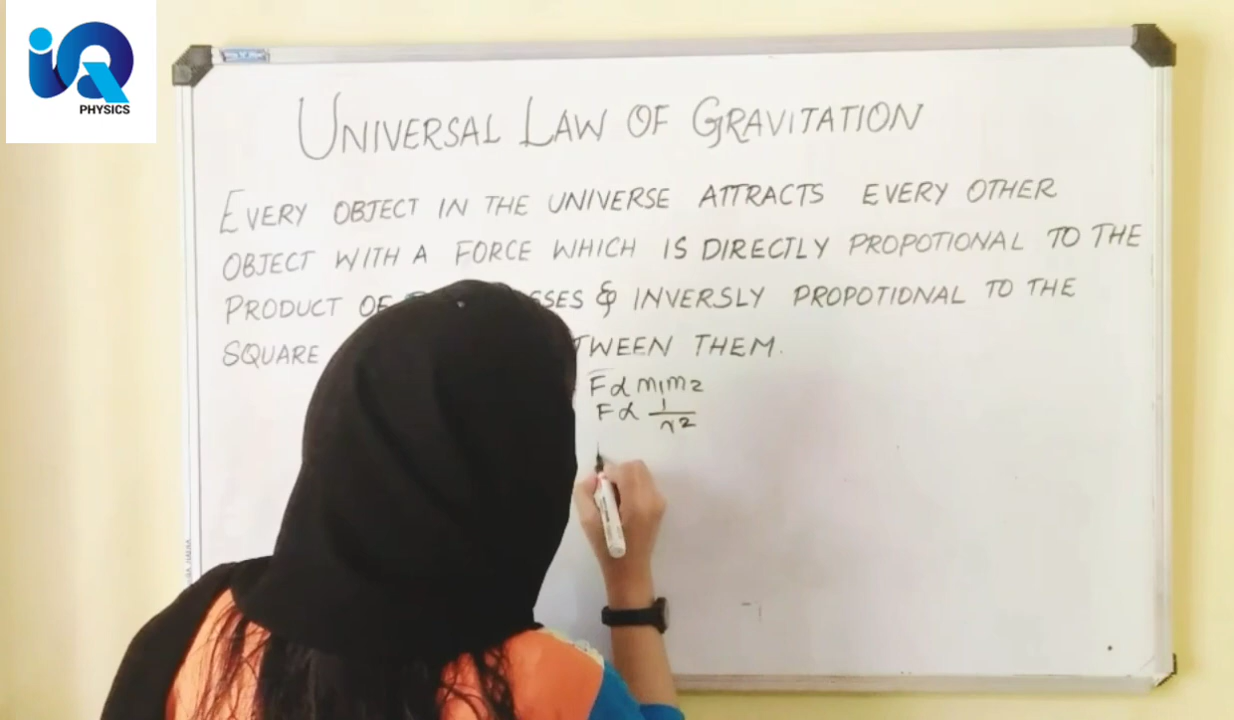 iQ
PHYSICS
UNIVERSAL LAW OF GRAVITATION
EVERY OBJECT IN THE UNIVERSE ATTRACTS EVERY OTHER
OBJECT WITH A FORCE WHICH IS DIRECTLY PROPOTIONAL TO THE
PRODUCT OF SSES & INVERSLY PROPOTIONAL TO THE
SQUARE TWEEN THEM.
F α m1m2
F α 1/r2